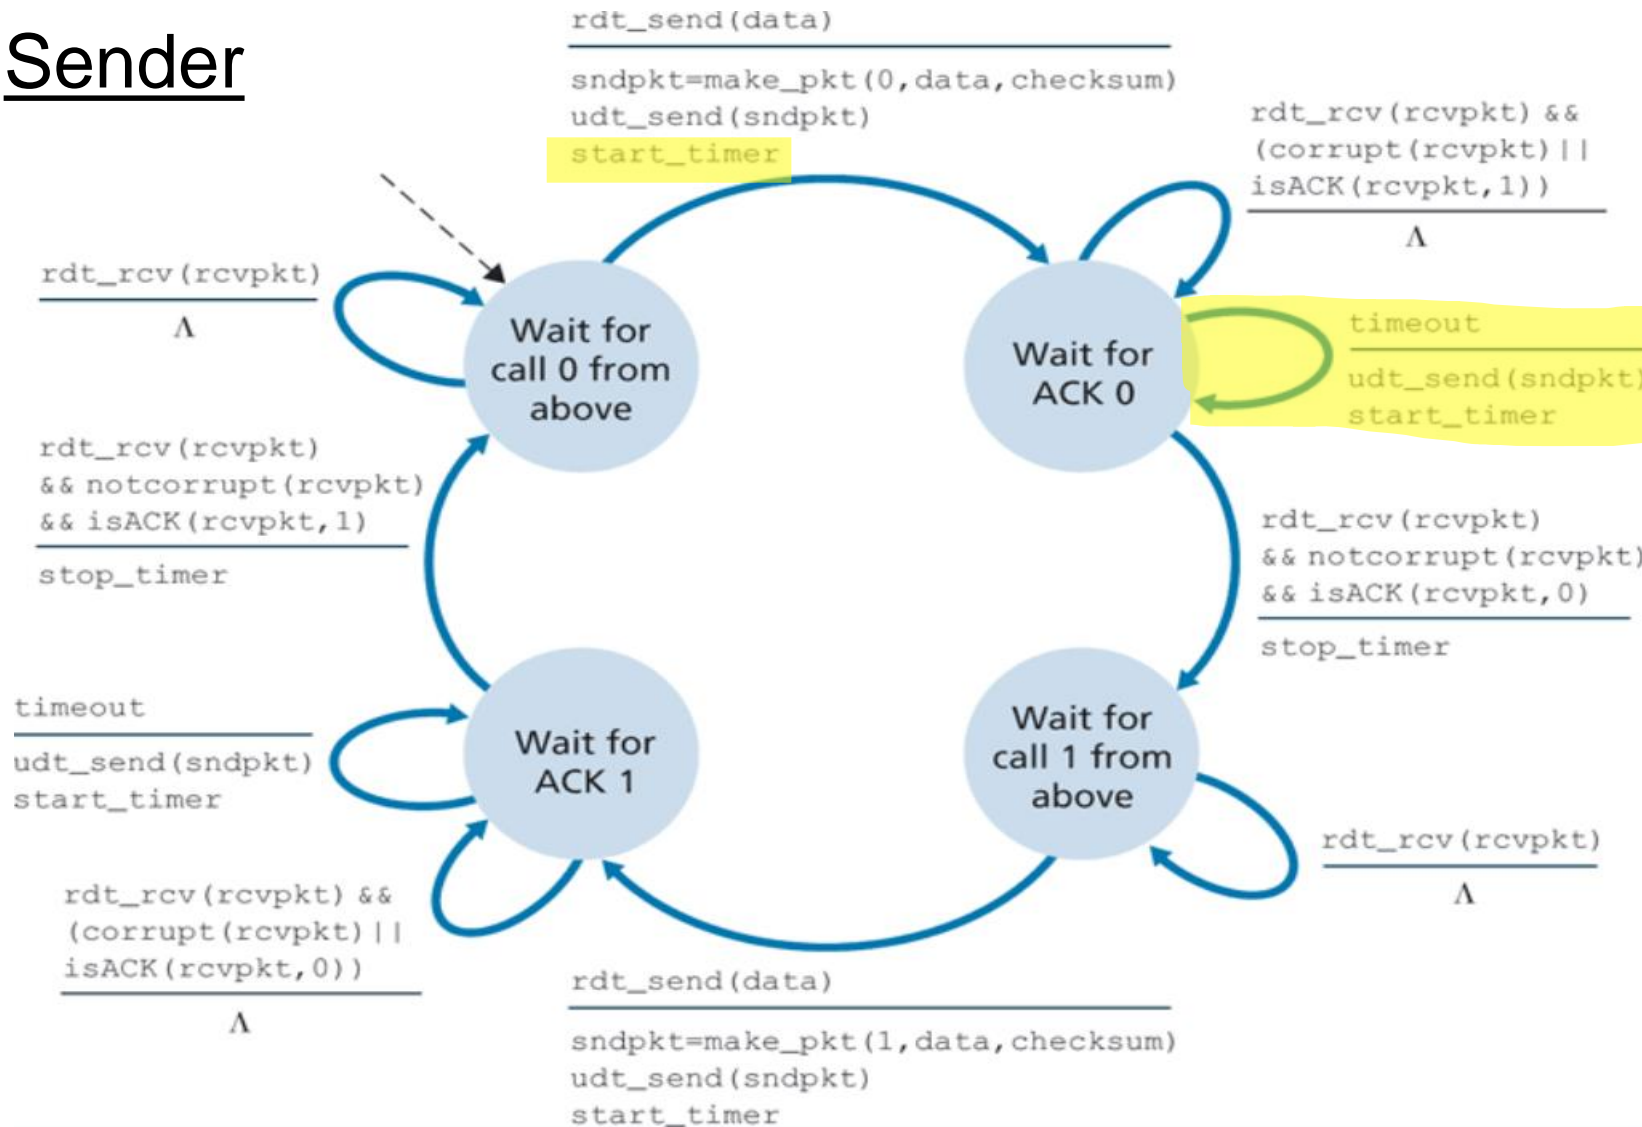 Sender
rdt_send(data)
sndpkt=make_pkt(0,data,checksum)
udt_send(sndpkt)
start_timer
rdt_rcv(rcvpkt) &&
(corrupt(rcvpkt)||
isACK(rcvpkt,1))
Λ
rdt_rcv(rcvpkt)
Λ
Wait for
call 0 from
above
Wait for
ACK 0
timeout
udt_send(sndpkt)
start_timer
rdt_rcv(rcvpkt)
&& notcorrupt(rcvpkt)
&& isACK(rcvpkt,1)
stop_timer
rdt_rcv(rcvpkt)
&& notcorrupt(rcvpkt)
&& isACK(rcvpkt,0)
stop_timer
timeout
udt_send(sndpkt)
start_timer
Wait for
ACK 1
Wait for
call 1 from
above
rdt_rcv(rcvpkt)
Λ
rdt_rcv(rcvpkt) &&
(corrupt(rcvpkt)||
isACK(rcvpkt,0))
Λ
rdt_send(data)
sndpkt=make_pkt(1,data,checksum)
udt_send(sndpkt)
start_timer